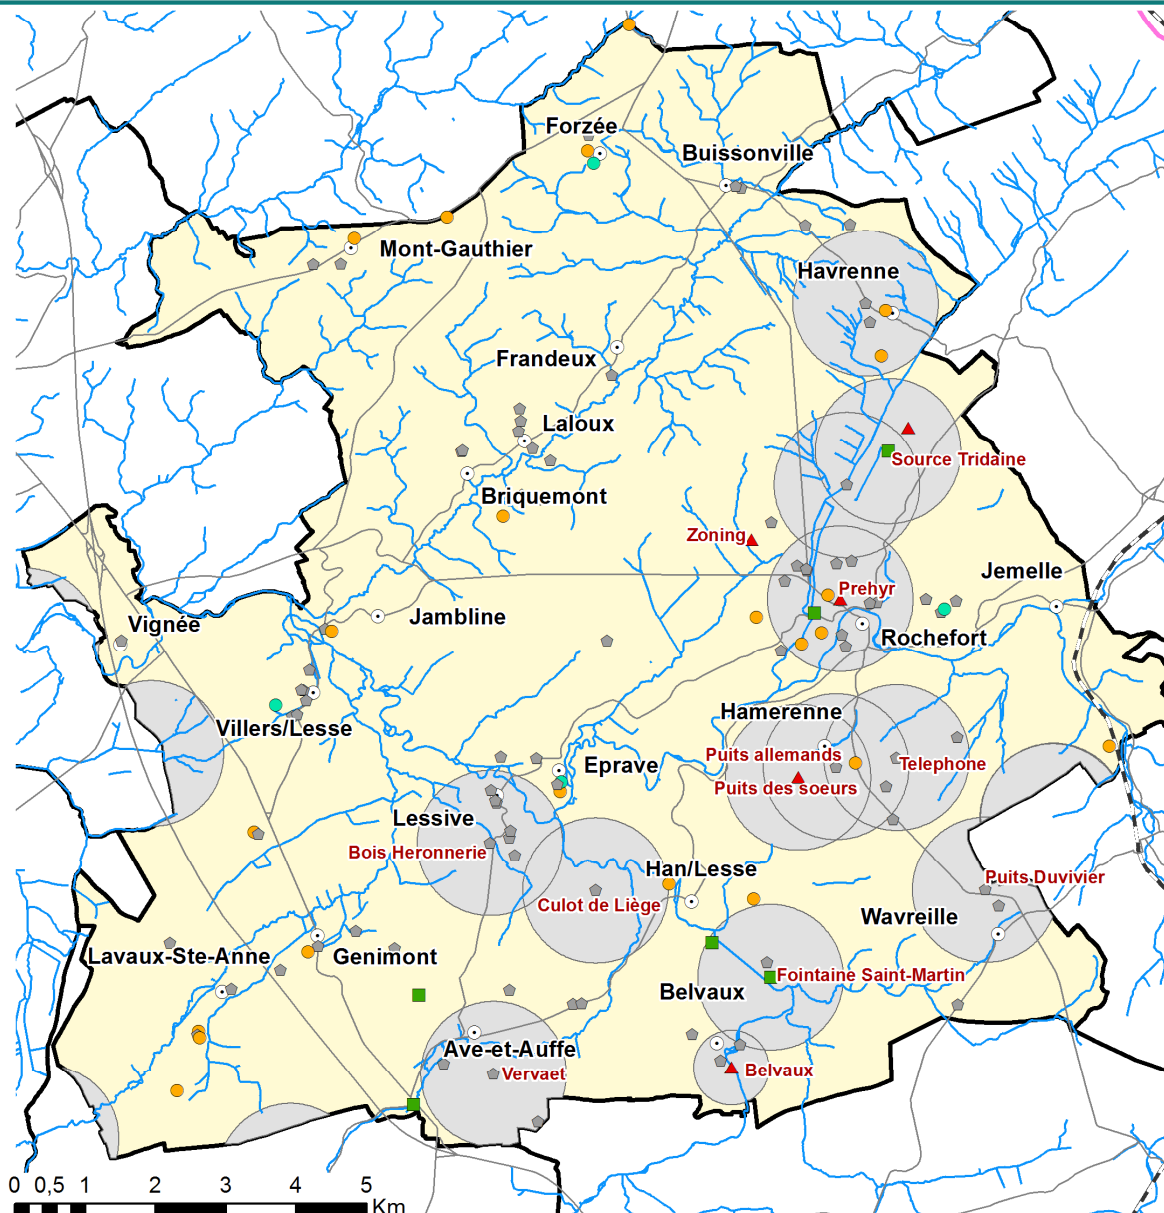 Forzée
Buissonville
Mont-Gauthier
Havrenne
Frandeux
Laloux
Source Tridaine
Briquemont
Zoning
Jemelle
Prehyr
Jambline
Vignée
Rochefort
Hamerenne
Villers/Lesse
Puits allemands
Eprave
Telephone
Puits des soeurs
Lessive
Bois Heronnerie
Han/Lesse
Puits Duvivier
Culot de Liège
Wavreille
Lavaux-Ste-Anne
Genimont
Fointaine Saint-Martin
Belvaux
Ave-et-Auffe
Vervaet
Belvaux
0 0,5 1 2 3 4 5
Km